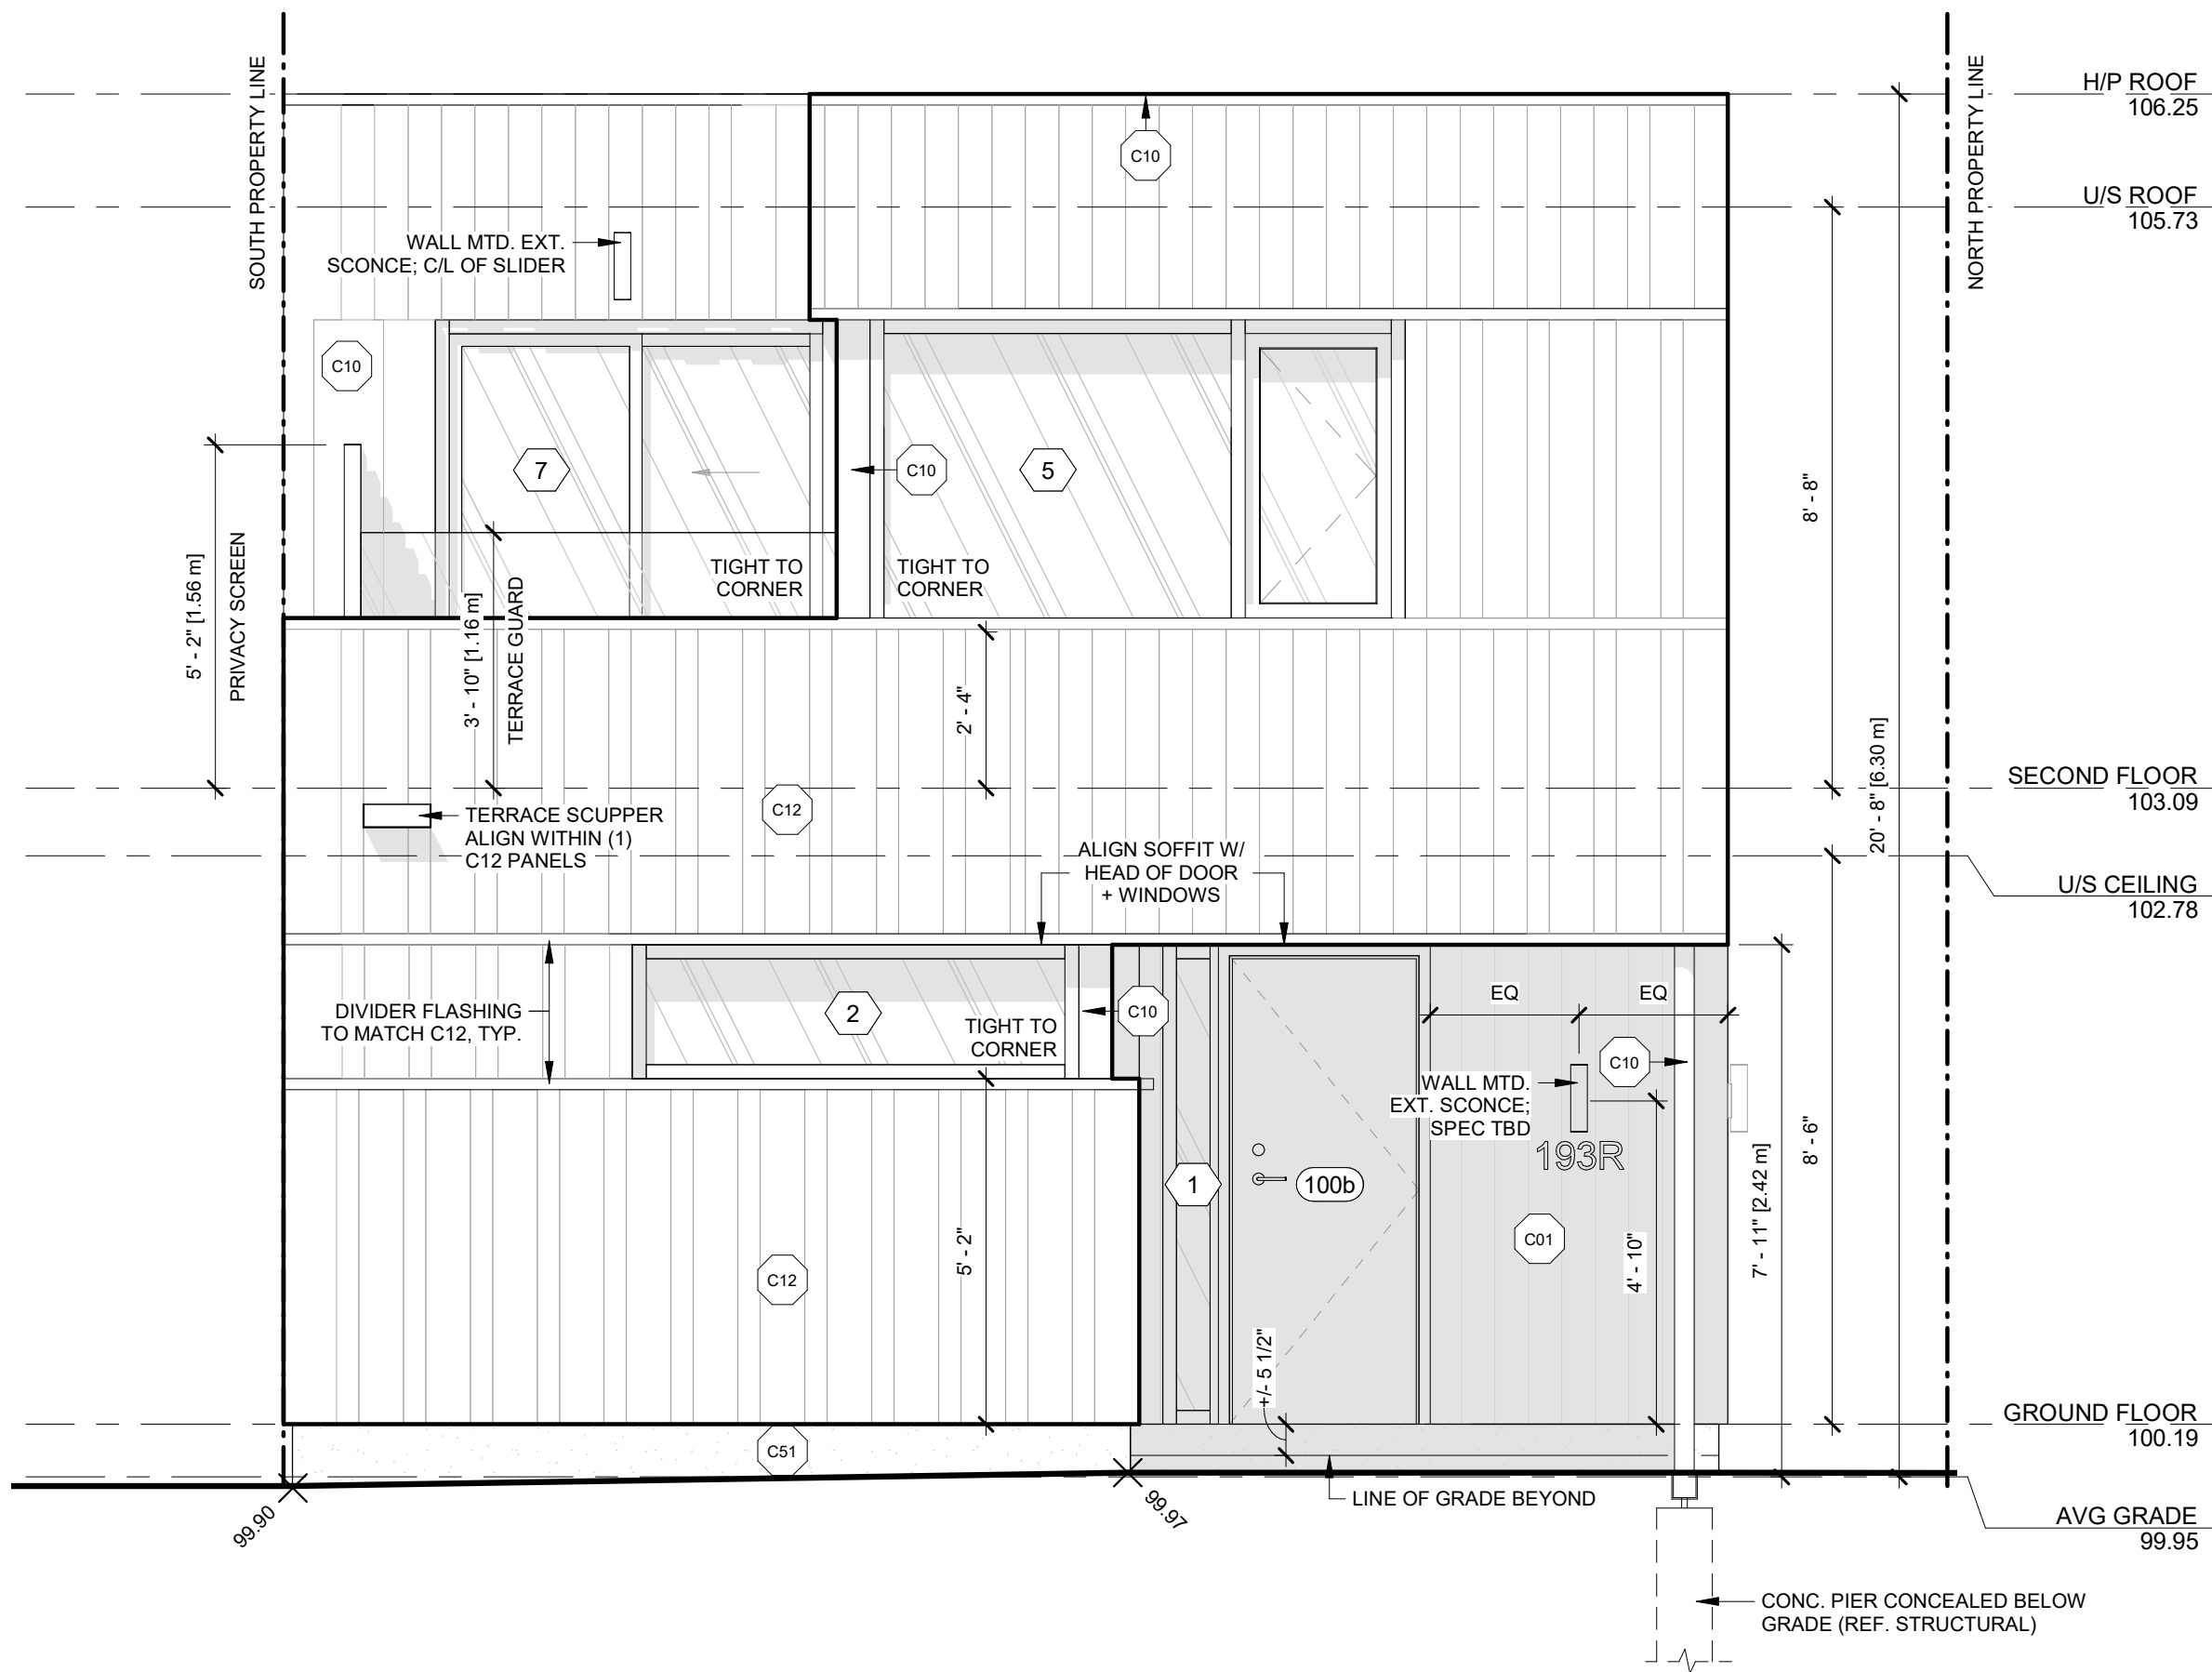 SOUTH PROPERTY LINE
NORTH PROPERTY LINE
H/P ROOF
106.25
C10
U/S ROOF
105.73
WALL MTD. EXT.
SCONCE; C/L OF SLIDER
C10
7
C10
5
8' - 8"
5' - 2" [1.56 m]
PRIVACY SCREEN
TIGHT TO
CORNER
TIGHT TO
CORNER
3' - 10" [1.16 m]
TERRACE GUARD
2' - 4"
20' - 8" [6.30 m]
SECOND FLOOR
103.09
TERRACE SCUPPER
ALIGN WITHIN (1)
C12 PANELS
C12
ALIGN SOFFIT W/
HEAD OF DOOR
+ WINDOWS
U/S CEILING
102.78
DIVIDER FLASHING
TO MATCH C12, TYP.
2
TIGHT TO
CORNER
C10
EQ
EQ
C10
WALL MTD.
EXT. SCONCE;
SPEC TBD
193R
1
100b
C01
4' - 10"
7' - 11" [2.42 m]
8' - 6"
C12
5' - 2"
+/- 5 1/2"
GROUND FLOOR
100.19
C51
99.90
99.97
LINE OF GRADE BEYOND
AVG GRADE
99.95
CONC. PIER CONCEALED BELOW
GRADE (REF. STRUCTURAL)